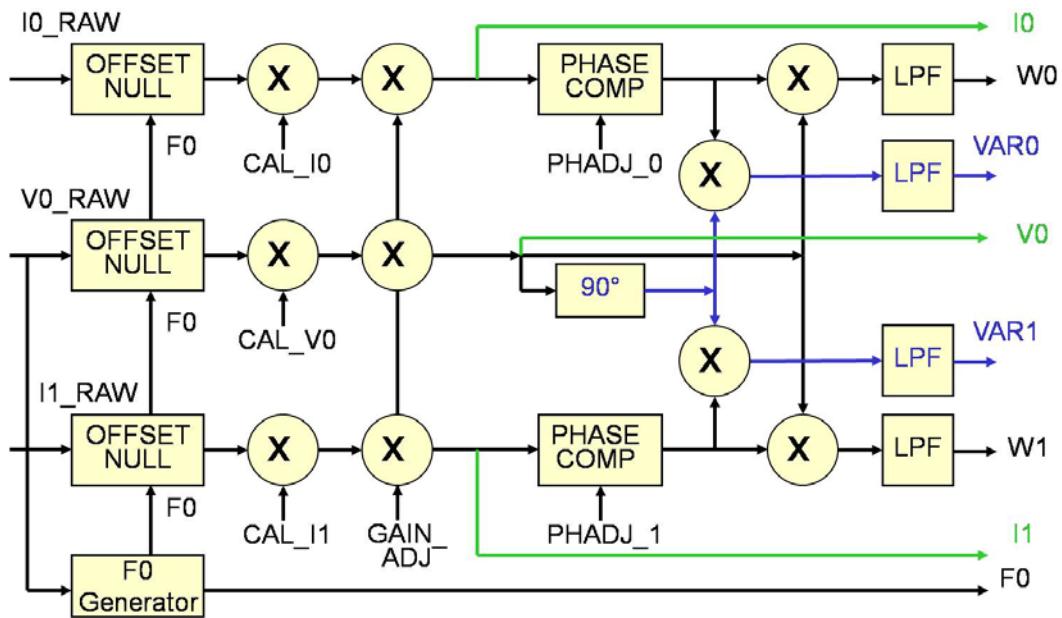 I0_RAW
I0
OFFSET
NULL
X
X
PHASE
COMP
X
LPF
W0
F0
CAL_I0
PHADJ_0
X
LPF
VAR0
V0_RAW
V0
OFFSET
NULL
X
X
90°
F0
CAL_V0
X
LPF
VAR1
I1_RAW
OFFSET
NULL
X
X
PHASE
COMP
X
LPF
W1
F0
CAL_I1
GAIN_
ADJ
PHADJ_1
I1
F0
Generator
F0